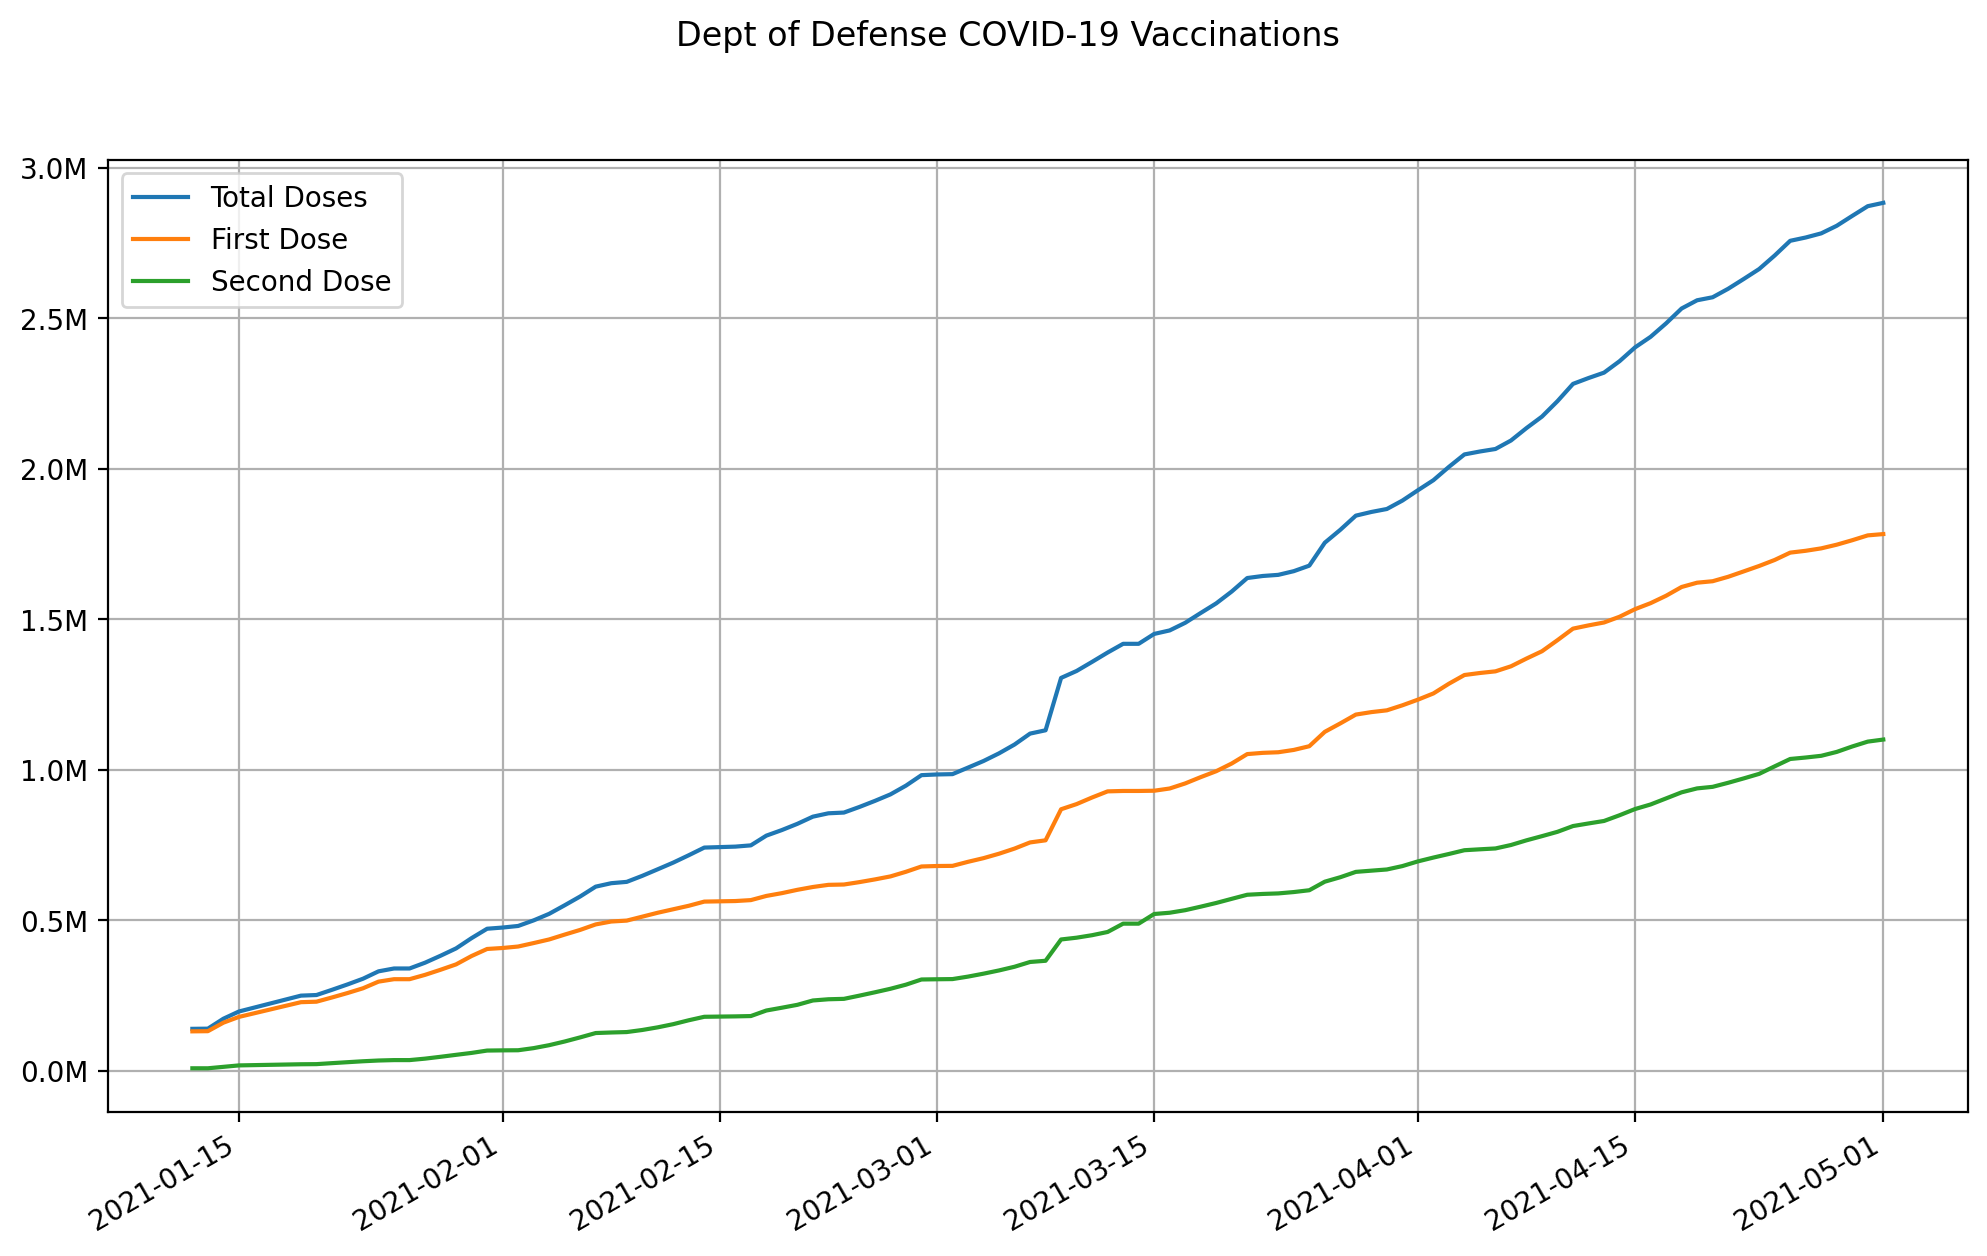 Dept of Defense COVID-19 Vaccinations
3.0M
2.5M
2.0M
1.5M
1.0M
0.5M
0.0M
Total Doses
First Dose
Second Dose
2021-01-15
2021-02-01
2021-02-15
2021-03-01
2021-03-15
2021-04-01
2021-04-15
2021-05-01